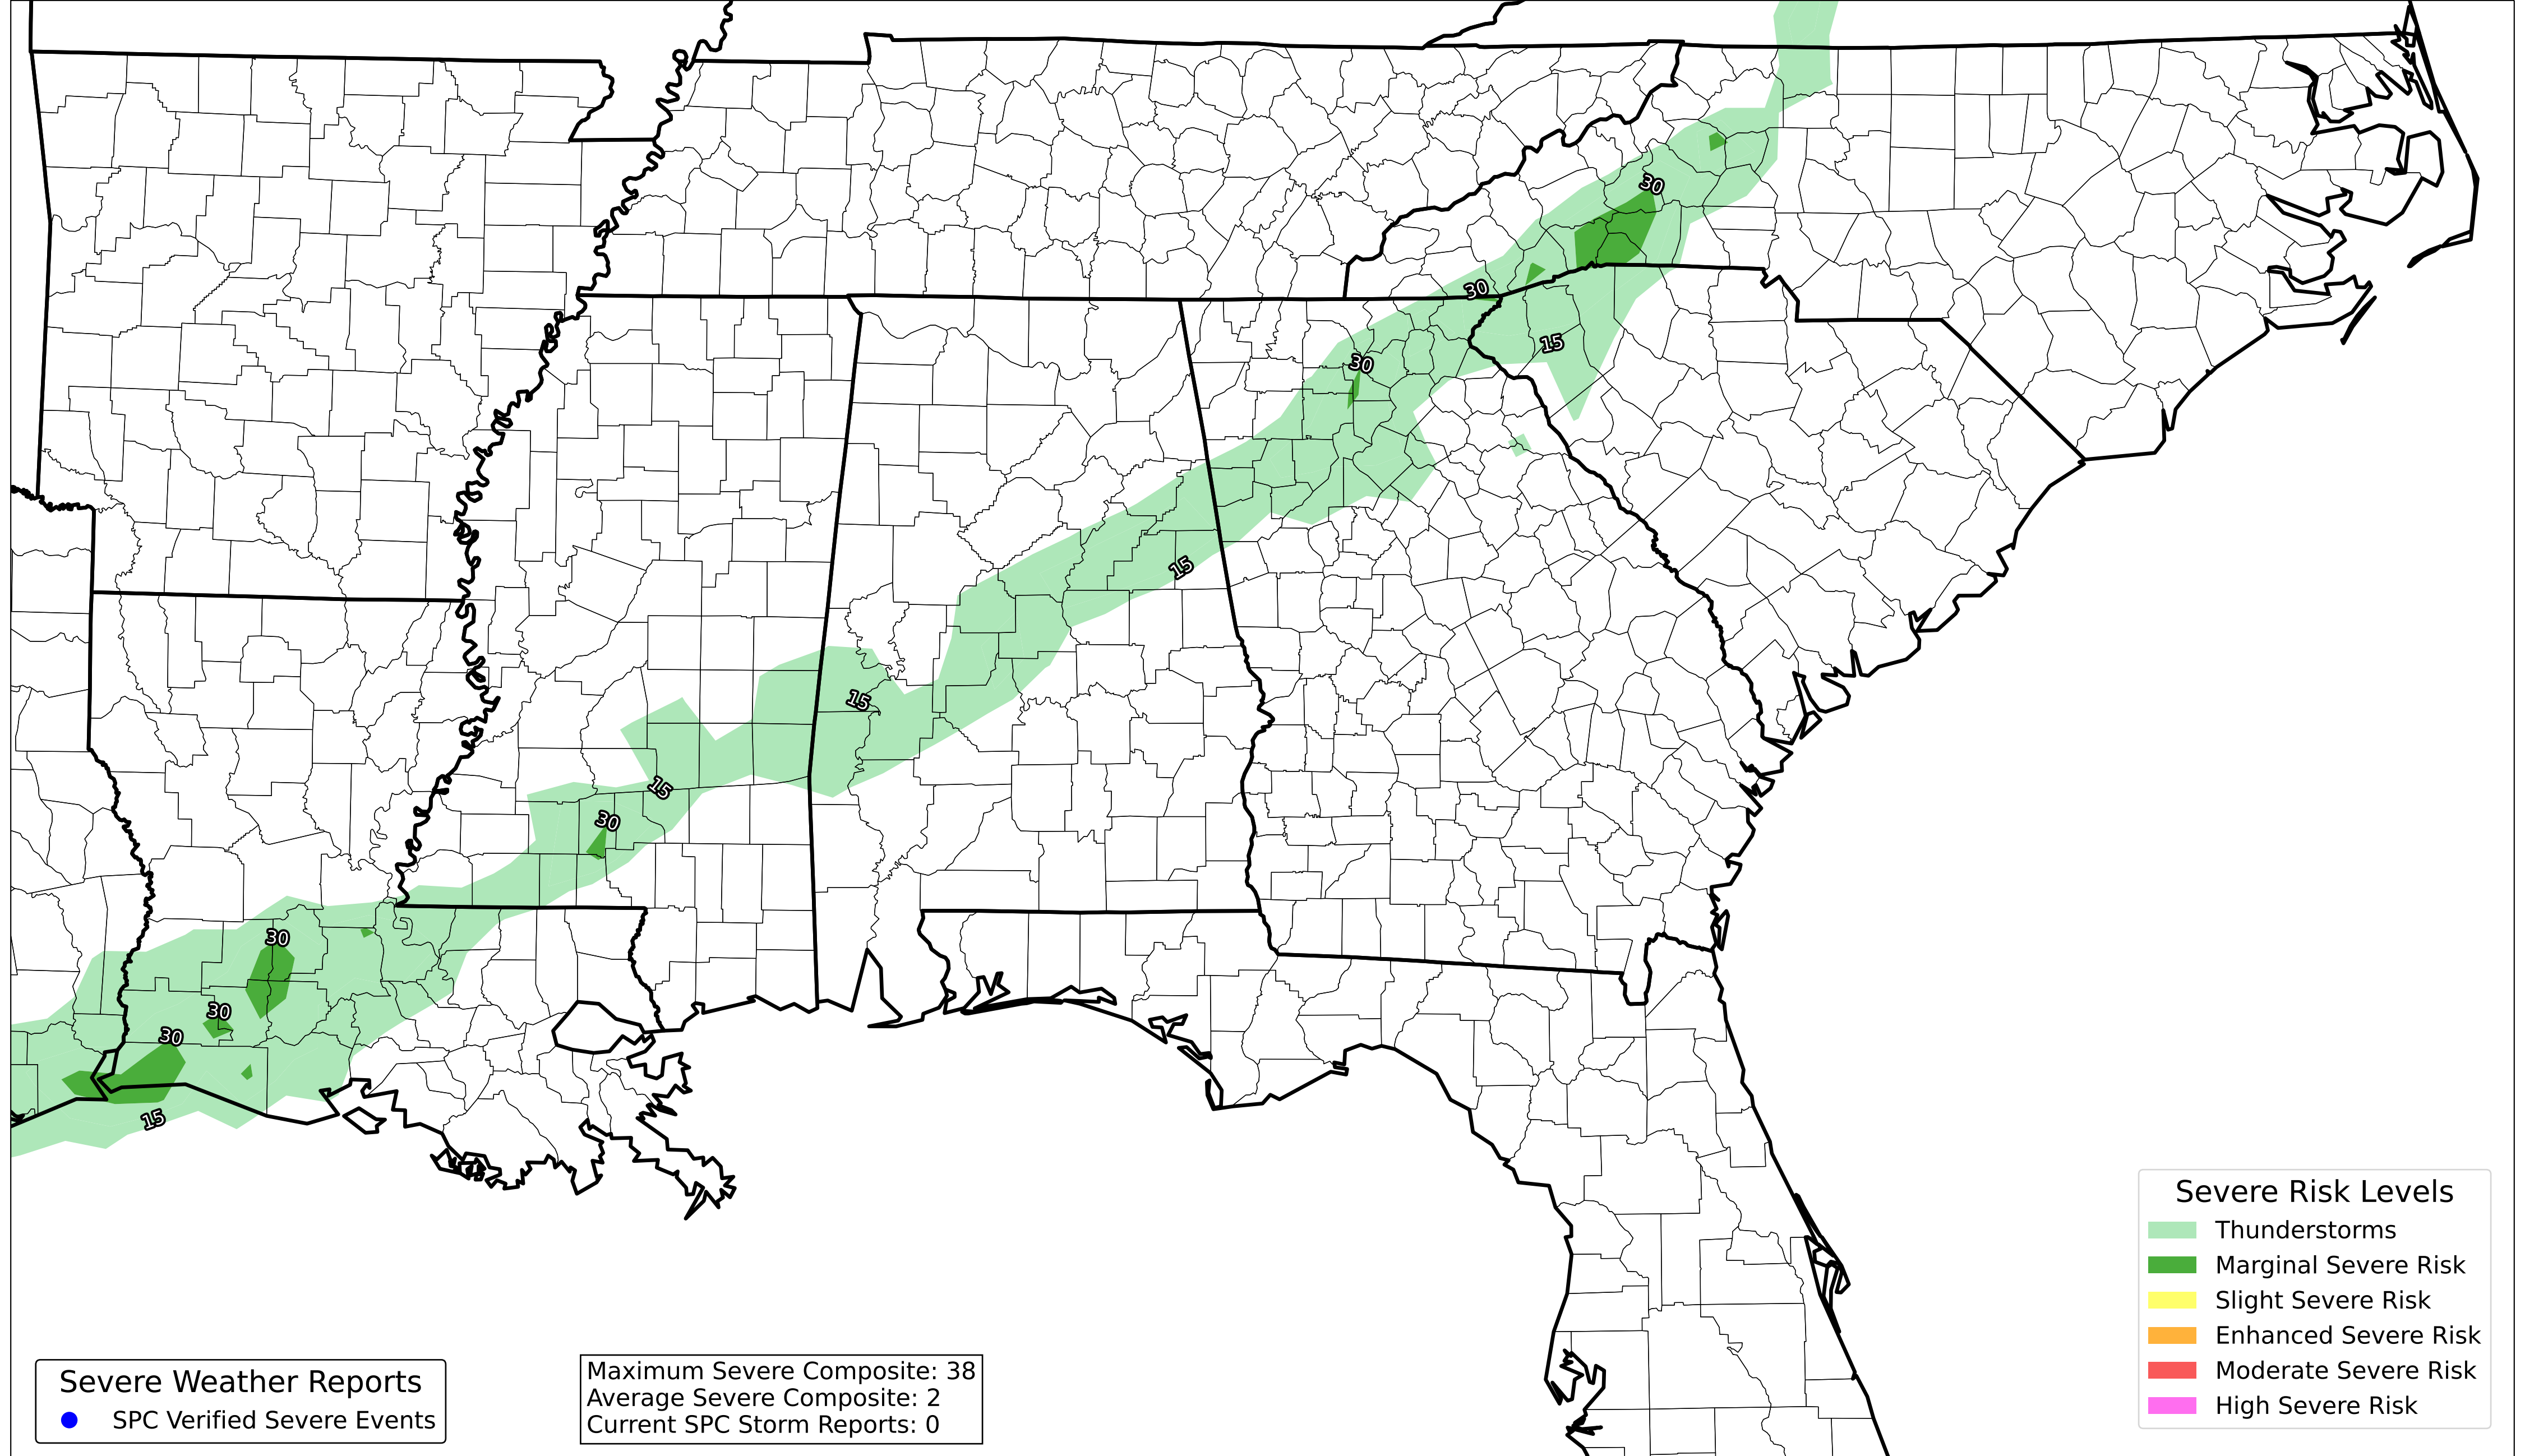 30
30
30
15
15
15
15
30
30
30
30
15
Severe Risk Levels
Thunderstorms
Marginal Severe Risk
Slight Severe Risk
Enhanced Severe Risk
Moderate Severe Risk
High Severe Risk
Severe Weather Reports
SPC Verified Severe Events
Maximum Severe Composite: 38
Average Severe Composite: 2
Current SPC Storm Reports: 0